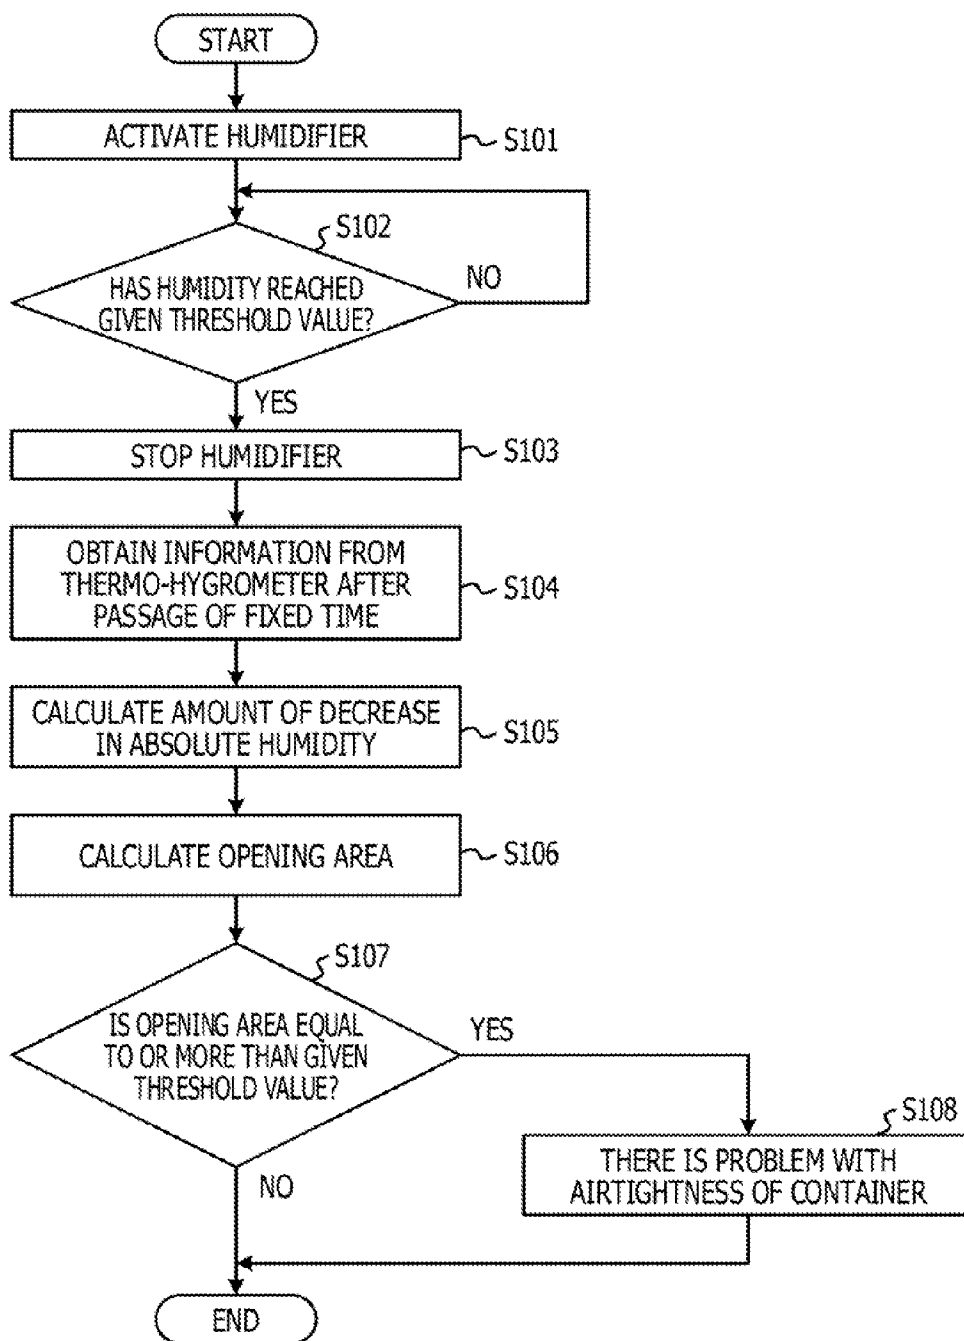 START
ACTIVATE HUMIDIFIER
S101
S102
HAS HUMIDITY REACHED
GIVEN THRESHOLD VALUE?
NO
YES
STOP HUMIDIFIER
S103
OBTAIN INFORMATION FROM
THERMO-HYGROMETER AFTER
PASSAGE OF FIXED TIME
S104
CALCULATE AMOUNT OF DECREASE
IN ABSOLUTE HUMIDITY
S105
CALCULATE OPENING AREA
S106
S107
IS OPENING AREA EQUAL
TO OR MORE THAN GIVEN
THRESHOLD VALUE?
YES
NO
S108
THERE IS PROBLEM WITH
AIRTIGHTNESS OF CONTAINER
END